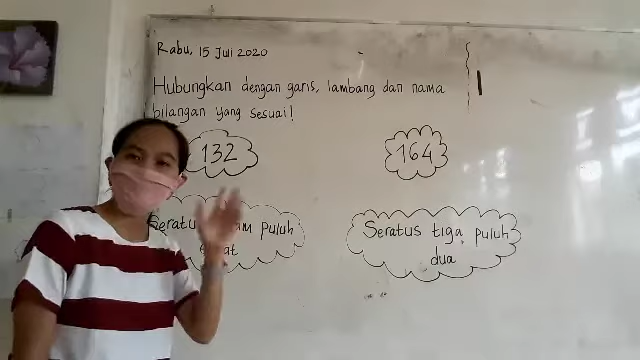 Rabu, 15 Juli 2020
Hubungkan dengan garis, lambang dan nama
bilangan yang sesuai!
132
164
Seratus puluh
Seratus tiga puluh
dua